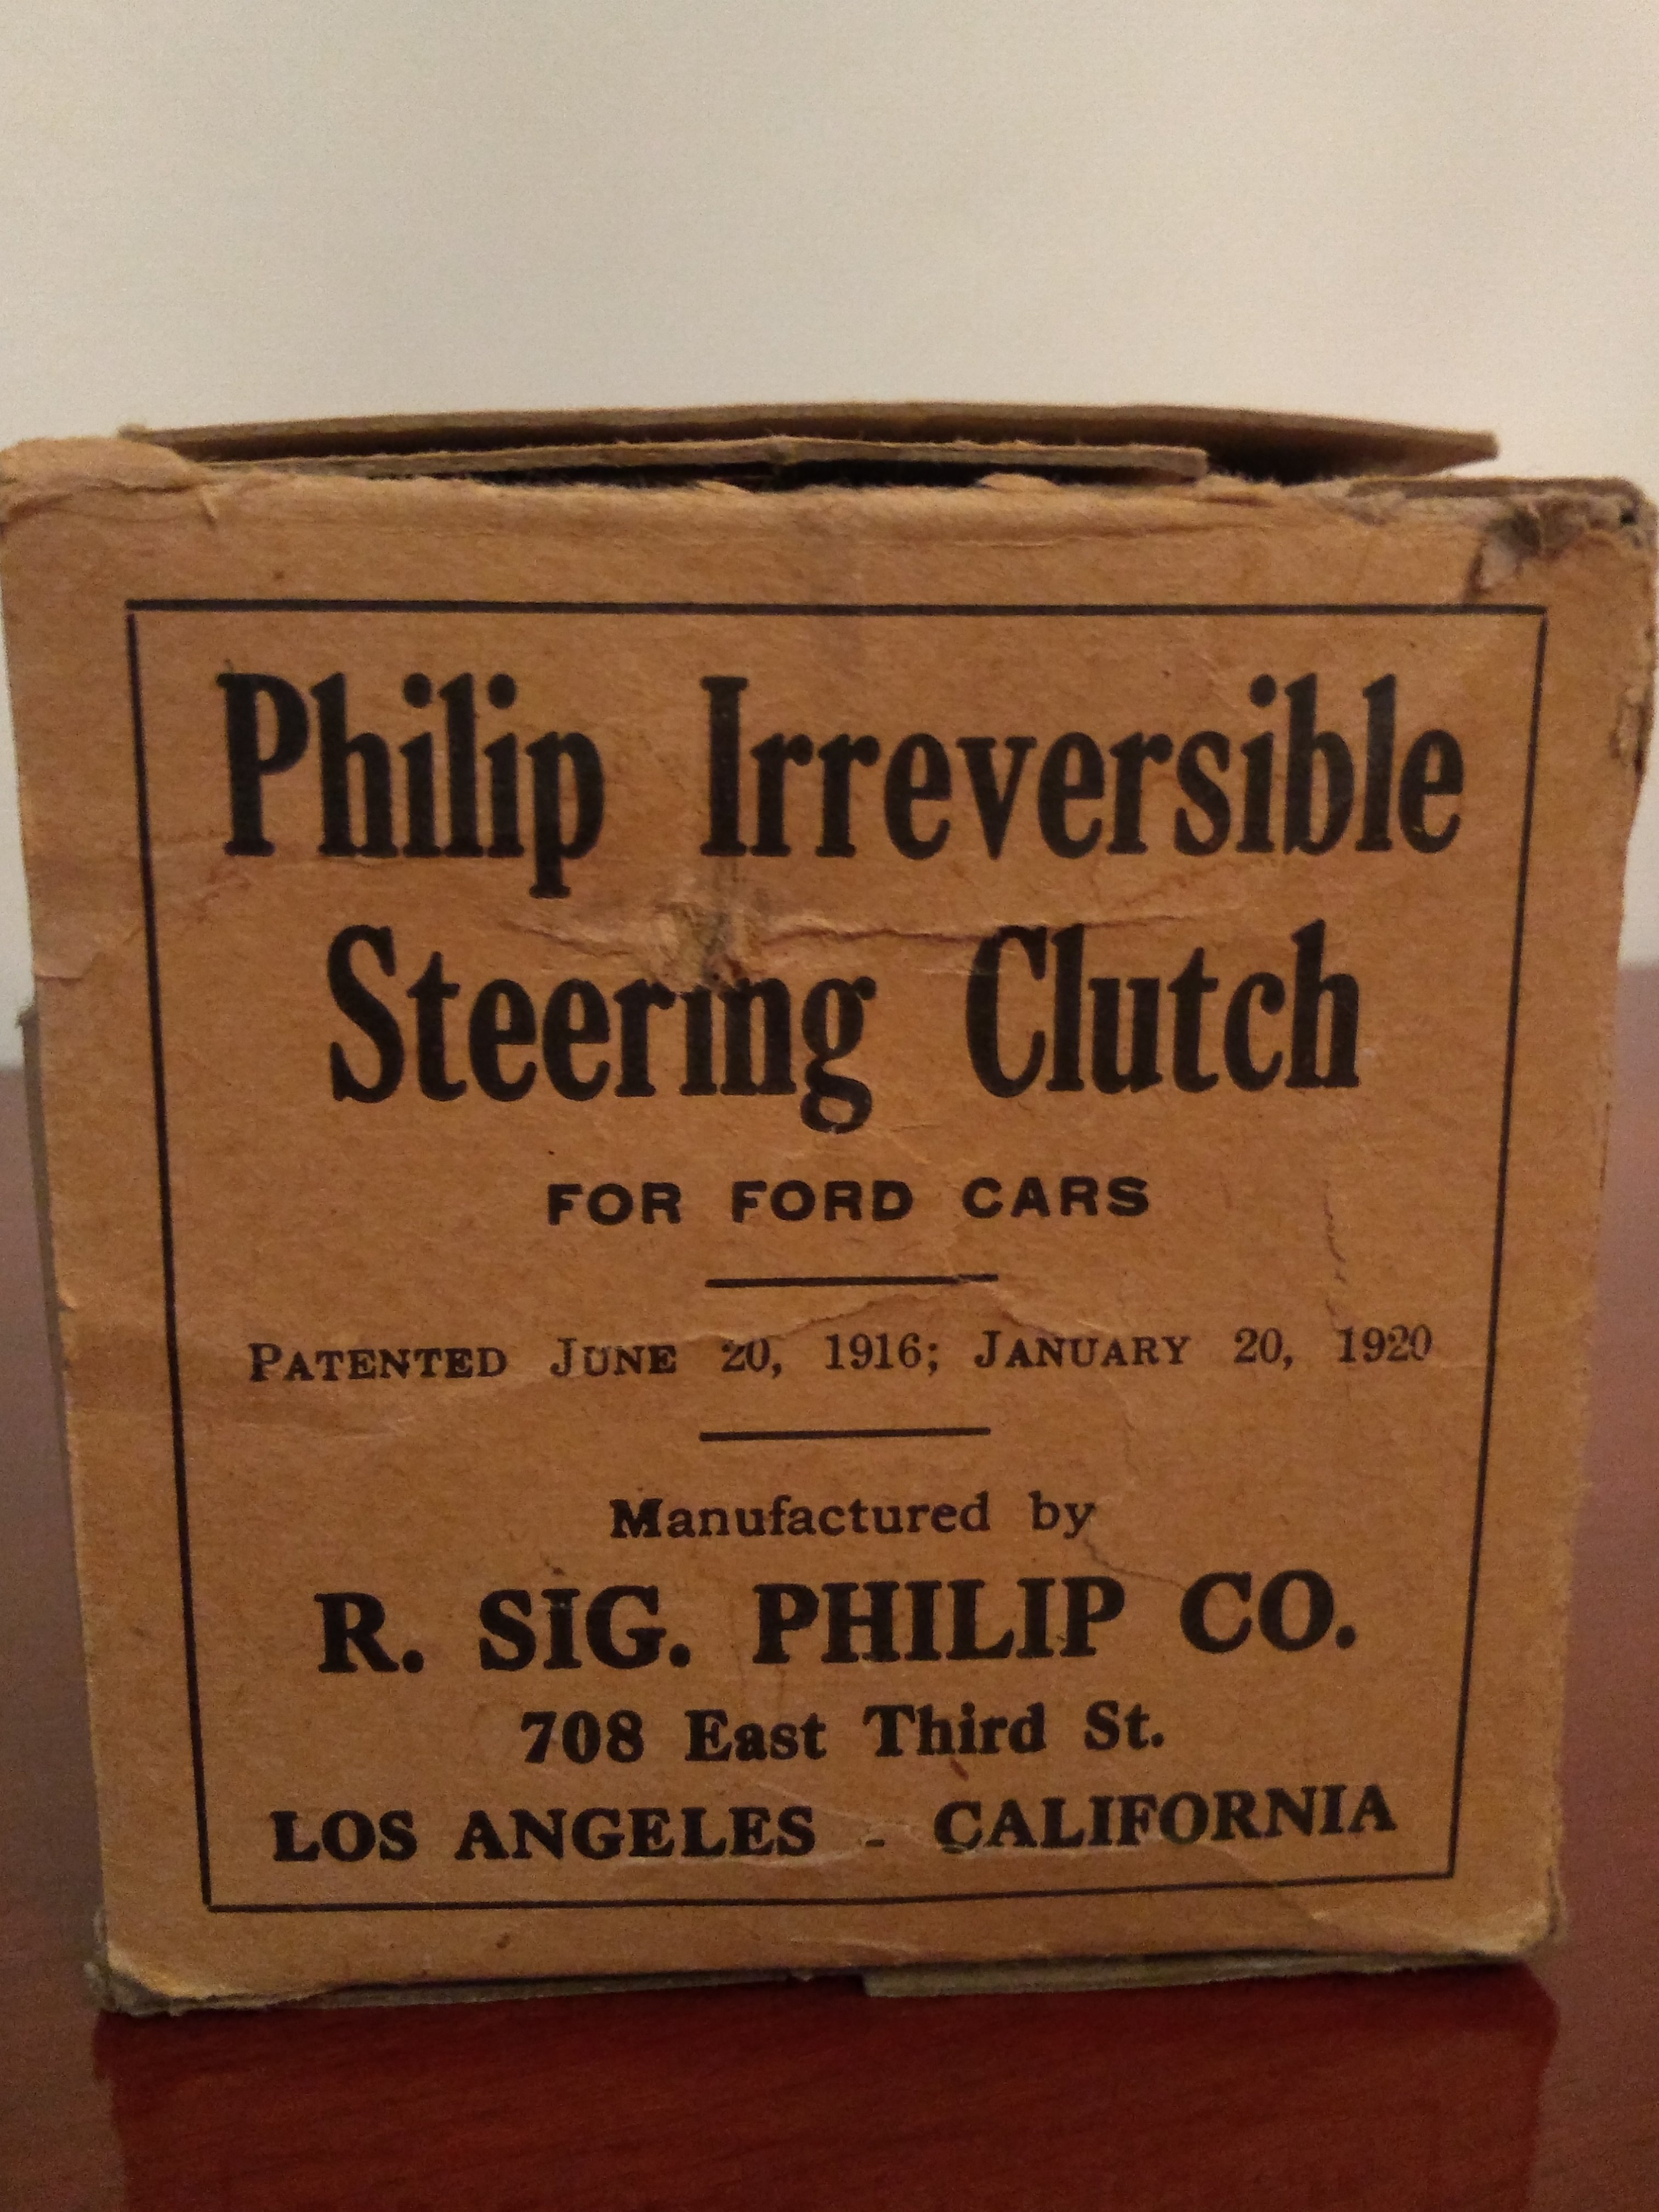 Philip Irreversible
Steering Clutch
FOR FORD CARS
PATENTED JUNE 20, 1916; JANUARY 20, 1920
Manufactured by
R. SIG. PHILIP CO.
708 East Third St.
LOS ANGELES - CALIFORNIA